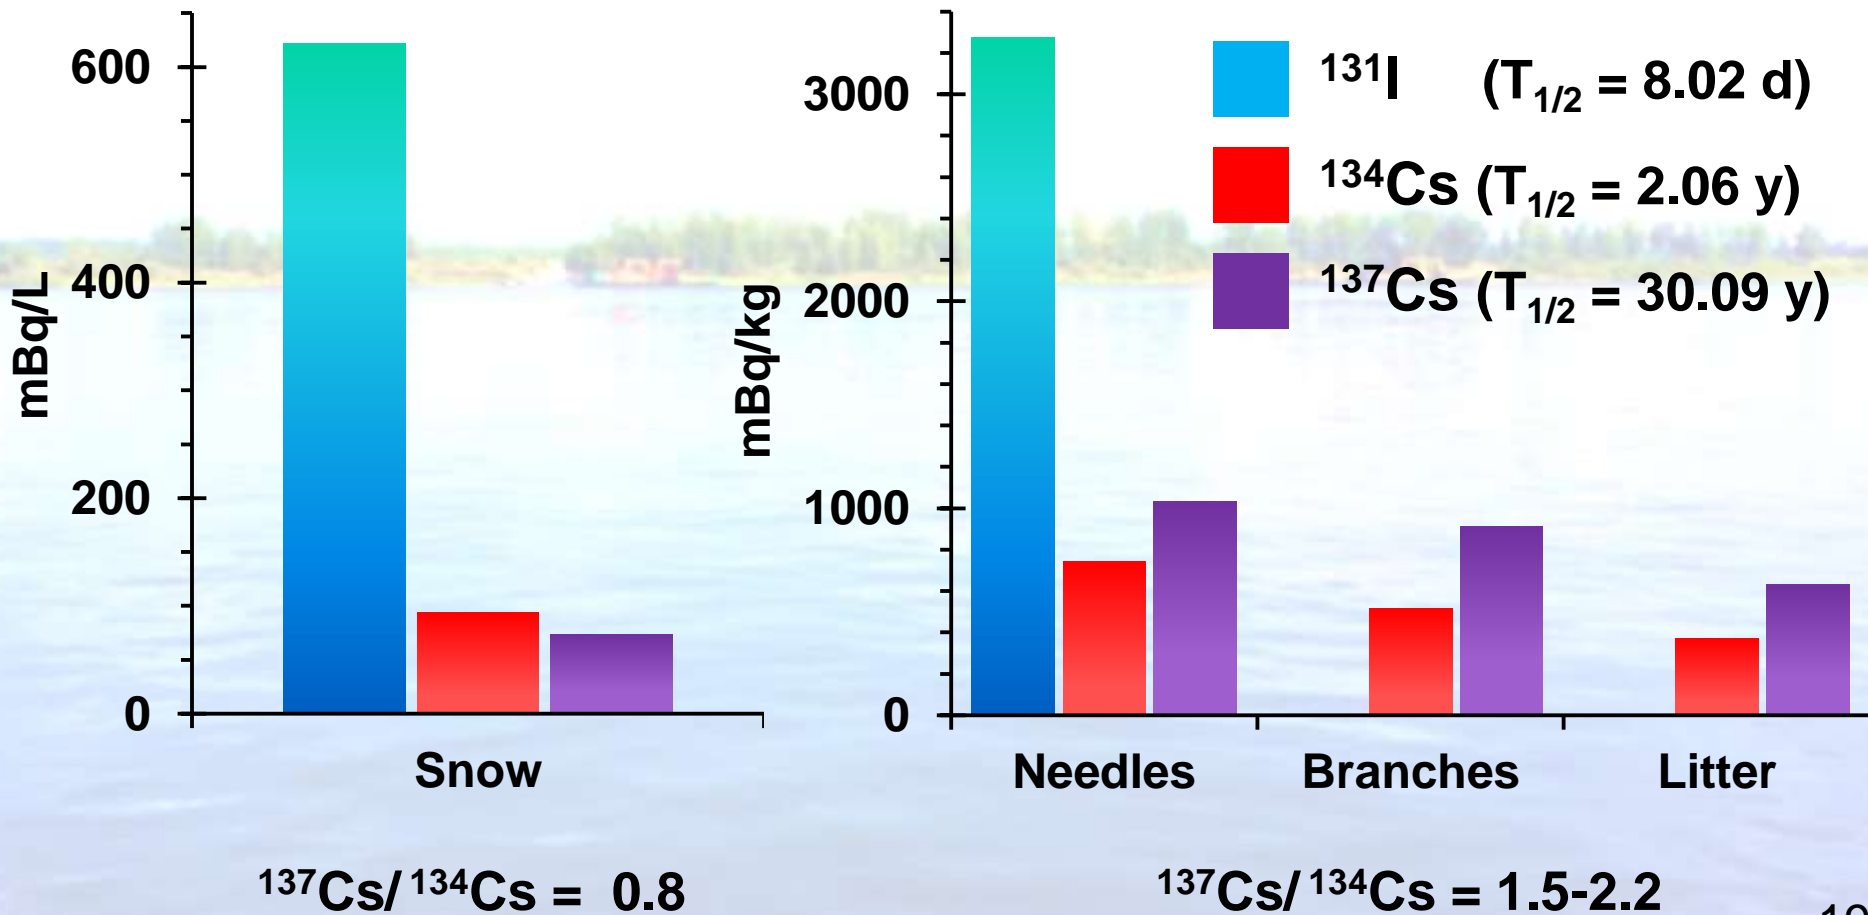 mBq/L
600
400
200
0
Snow
¹³⁷Cs/ ¹³⁴Cs = 0.8
mBq/kg
3000
2000
1000
0
Needles Branches Litter
¹³¹I (T₁/₂ = 8.02 d)
¹³⁴Cs (T₁/₂ = 2.06 y)
¹³⁷Cs (T₁/₂ = 30.09 y)
¹³⁷Cs/ ¹³⁴Cs = 1.5-2.2